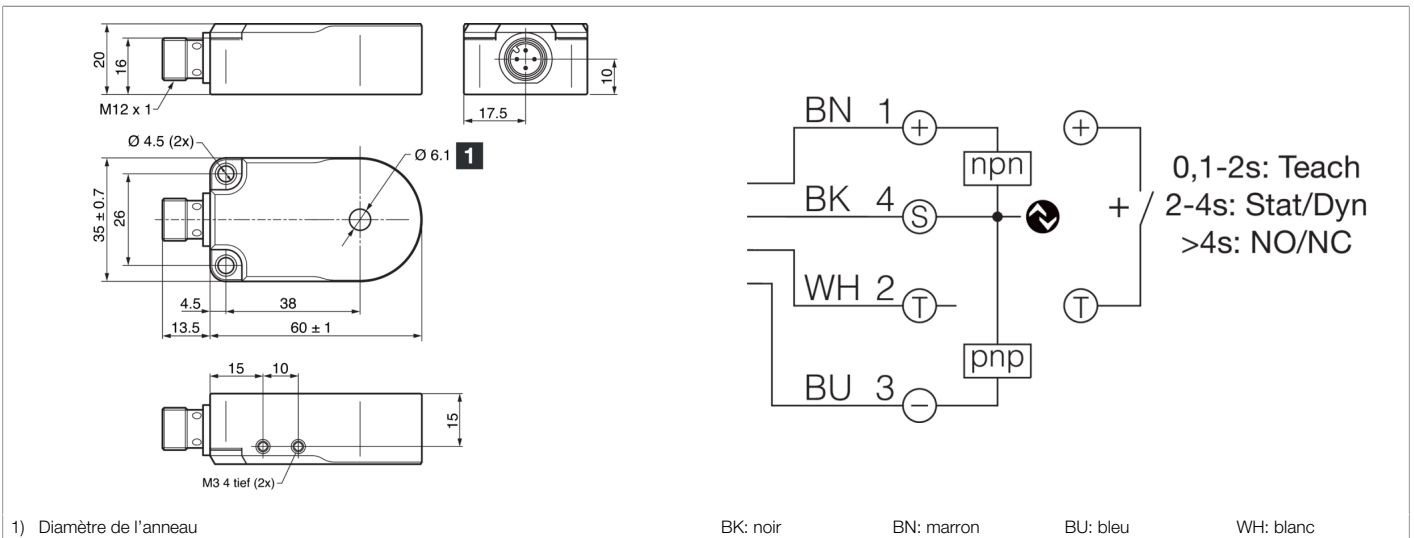 20
16
M12 x 1
10
17.5
Ø 4.5 (2x)
Ø 6.1 1
35 ± 0.7
26
4.5 38
13.5 60 ± 1
15 10
15
M3 4 tief (2x)
BN 1 +
npn
BK 4 S
WH 2 T
pnp
BU 3 −
+
+
T
0,1-2s: Teach
2-4s: Stat/Dyn
>4s: NO/NC
1) Diamètre de l'anneau
BK: noir BN: marron BU: bleu WH: blanc